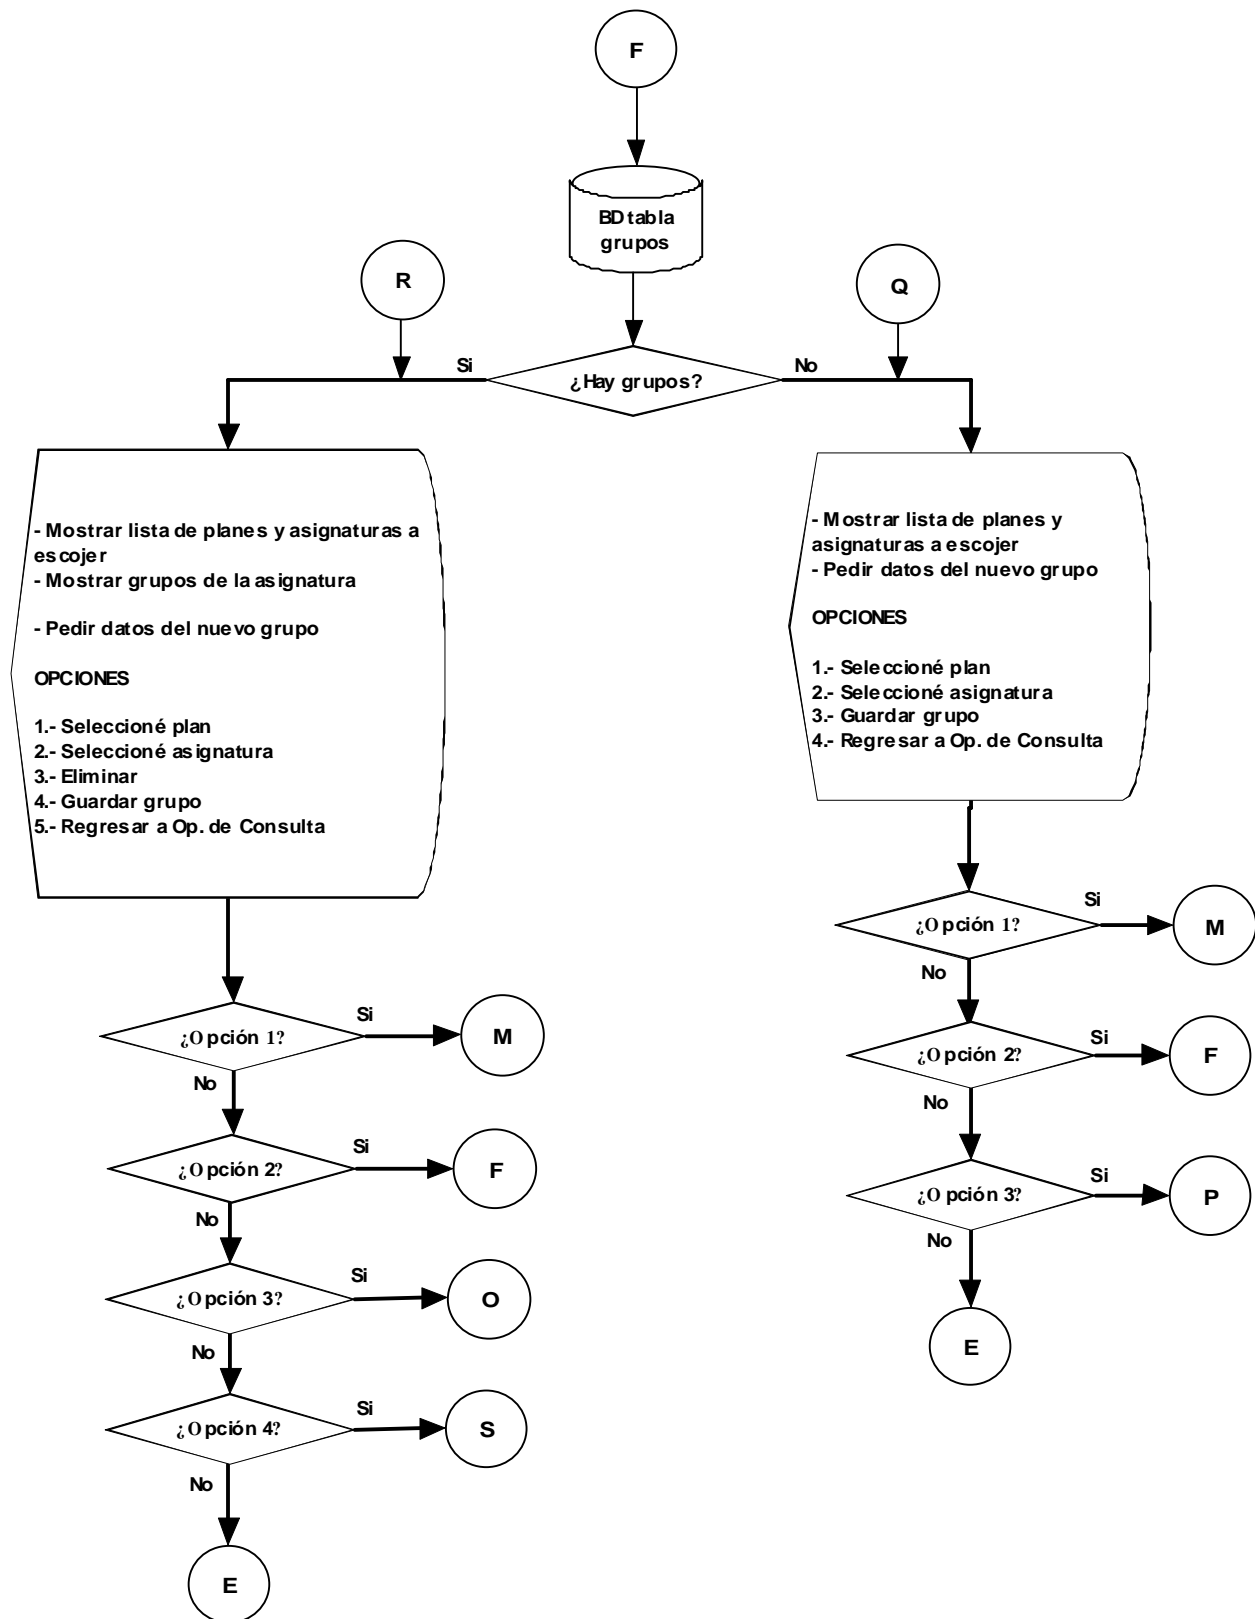 F
BD tabla
grupos
R
Q
Si
¿Hay grupos?
No
- Mostrar lista de planes y asignaturas a
escojer
- Mostrar grupos de la asignatura
- Pedir datos del nuevo grupo
OPCIONES
1.- Seleccioné plan
2.- Seleccioné asignatura
3.- Eliminar
4.- Guardar grupo
5.- Regresar a Op. de Consulta
¿Opción 1?
Si
M
No
¿Opción 2?
Si
F
No
¿Opción 3?
Si
O
No
¿Opción 4?
Si
S
No
E
- Mostrar lista de planes y
asignaturas a escojer
- Pedir datos del nuevo grupo
OPCIONES
1.- Seleccioné plan
2.- Seleccioné asignatura
3.- Guardar grupo
4.- Regresar a Op. de Consulta
¿Opción 1?
Si
M
No
¿Opción 2?
Si
F
No
¿Opción 3?
Si
P
No
E